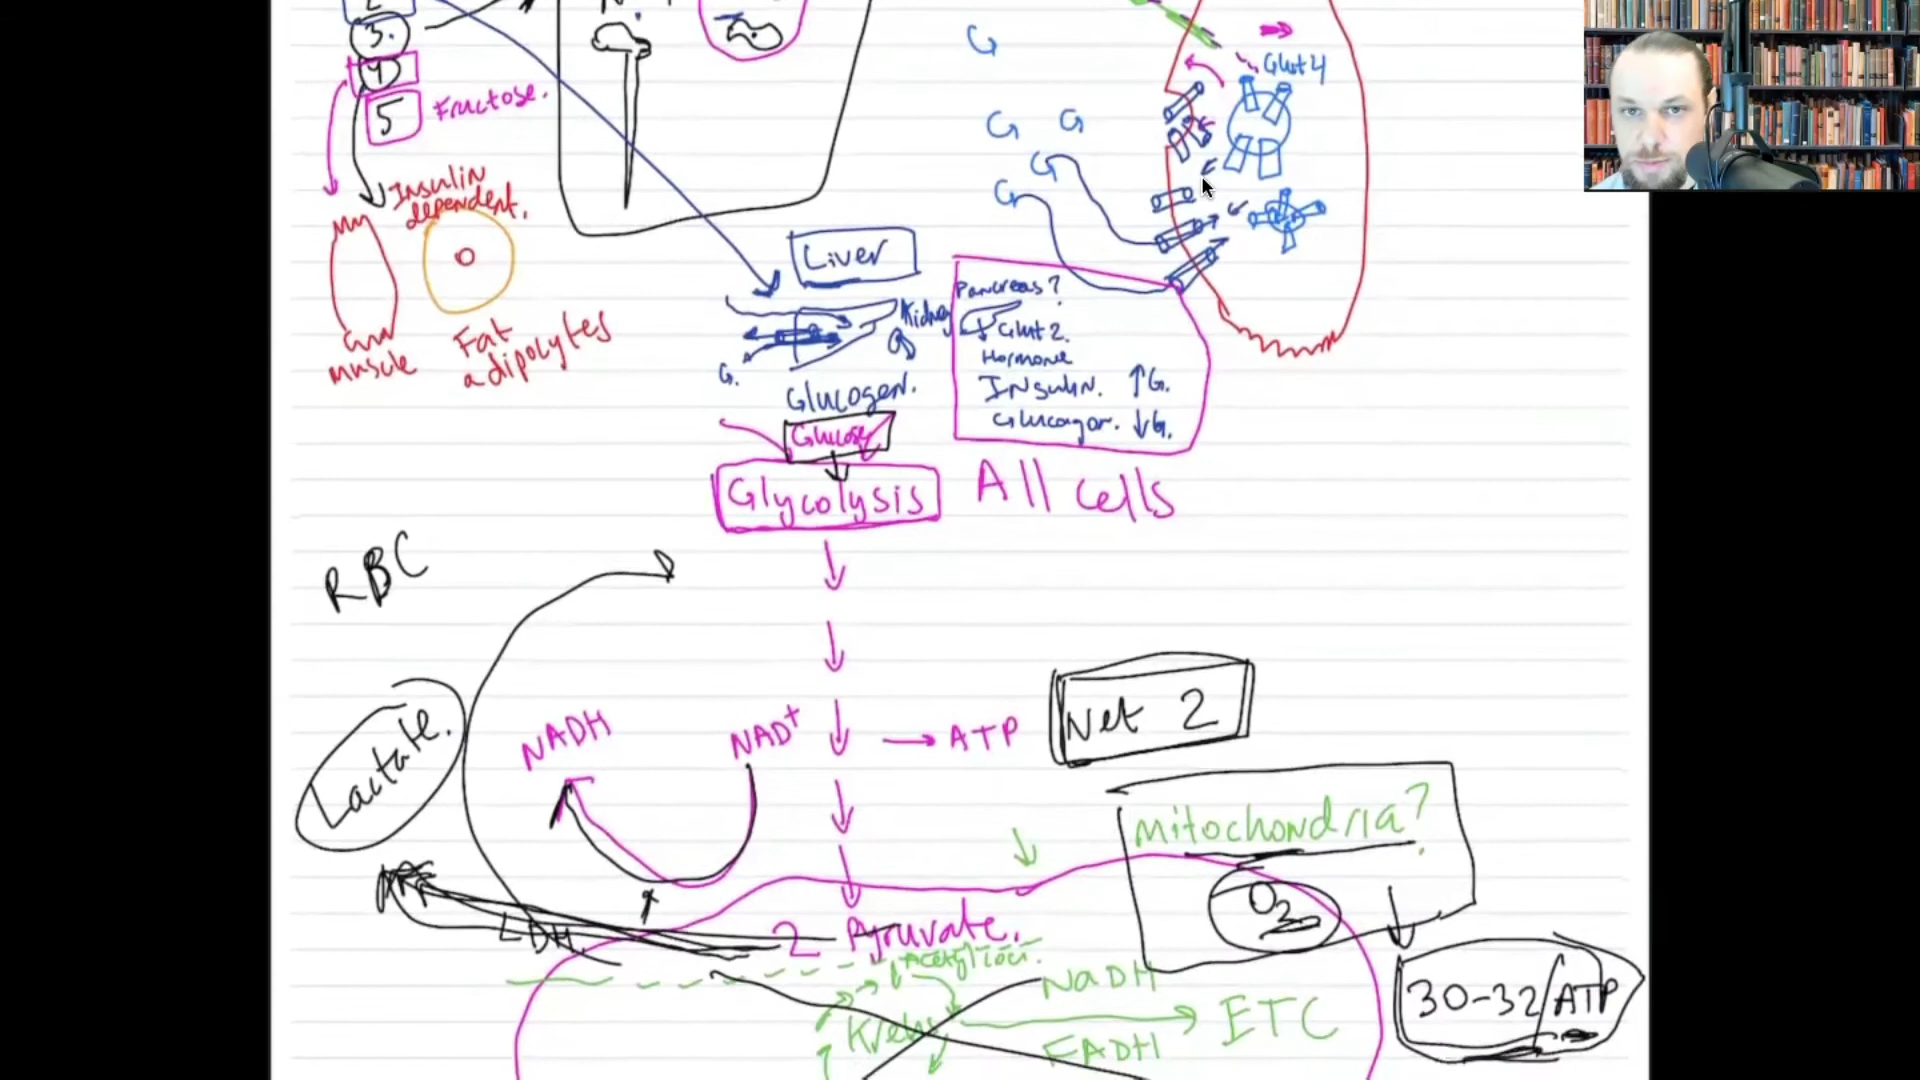 3.
4
5 Fructose.
Insulin
dependent.
muscle
Fat
adipocytes
G
Glut 4
G G
G
G
G
Liver
Kidney
G.
Glucogen.
Pancreas?
Glut 2.
Hormone
Insulin. ↑G.
Glucagon. ↓G.
Glucose
Glycolysis
All cells
RBC
Lactate.
NADH
NAD+
→ ATP
Net 2
Mitochondria?
O2
30-32/ATP
LDH
2 Pyruvate.
Krebs
NADH
FADH
ETC